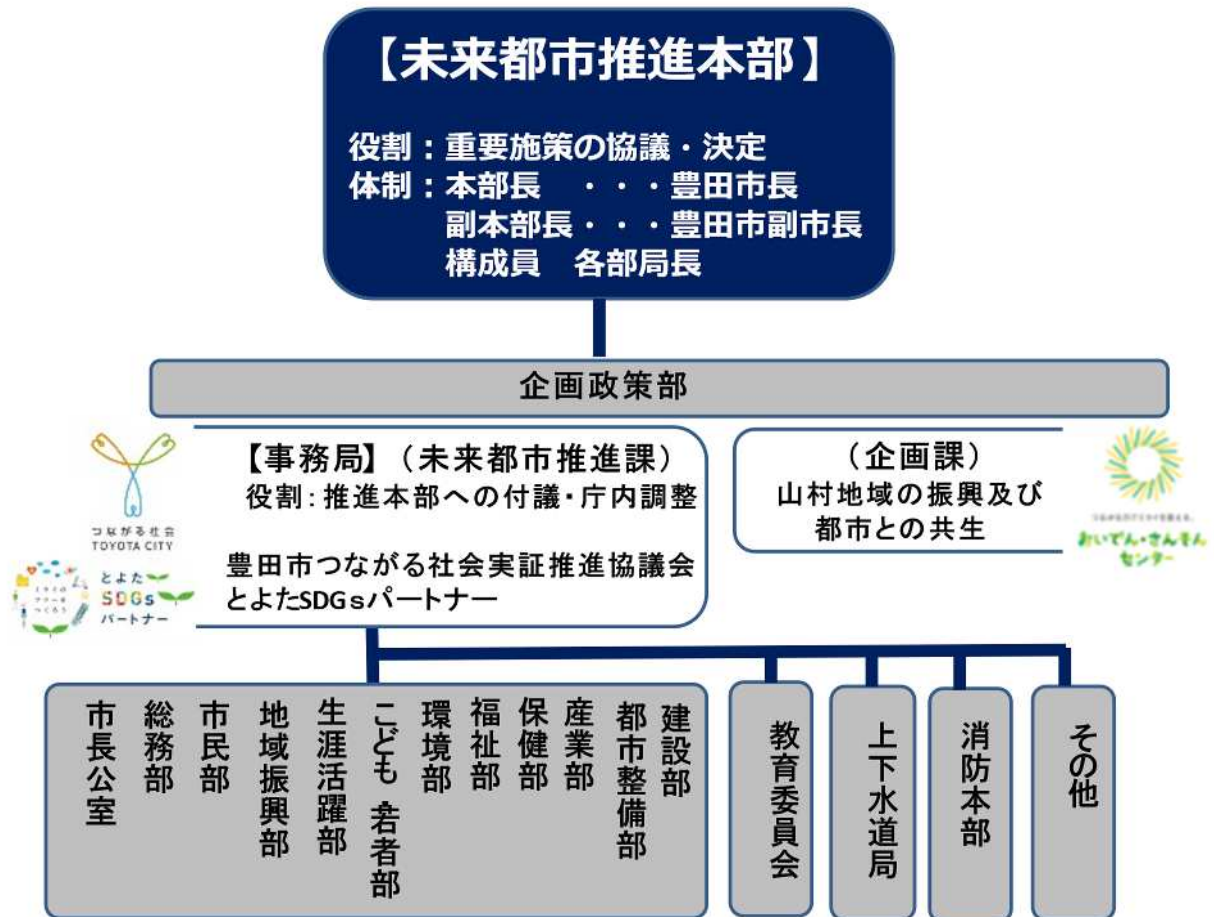 【未来都市推進本部】
役割：重要施策の協議・決定
体制：本部長　・・・豊田市長
副本部長・・・豊田市副市長
構成員　各部局長
企画政策部
【事務局】（未来都市推進課）
役割：推進本部への付議・庁内調整
豊田市つながる社会実証推進協議会
とよたSDGsパートナー
つながる社会
TOYOTA CITY
とよた
SDGs
パートナー
（企画課）
山村地域の振興及び
都市との共生
おいでん・さんそん
センター
市長公室
総務部
市民部
地域振興部
生涯活躍部
こども・若者部
環境部
福祉部
保健部
産業部
都市整備部
建設部
教育委員会
上下水道局
消防本部
その他